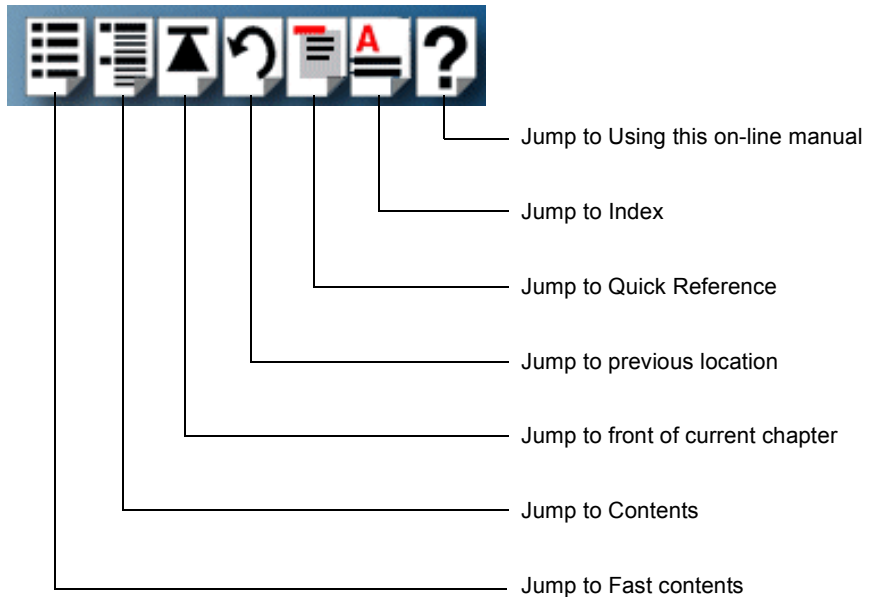 A
?
Jump to Using this on-line manual
Jump to Index
Jump to Quick Reference
Jump to previous location
Jump to front of current chapter
Jump to Contents
Jump to Fast contents